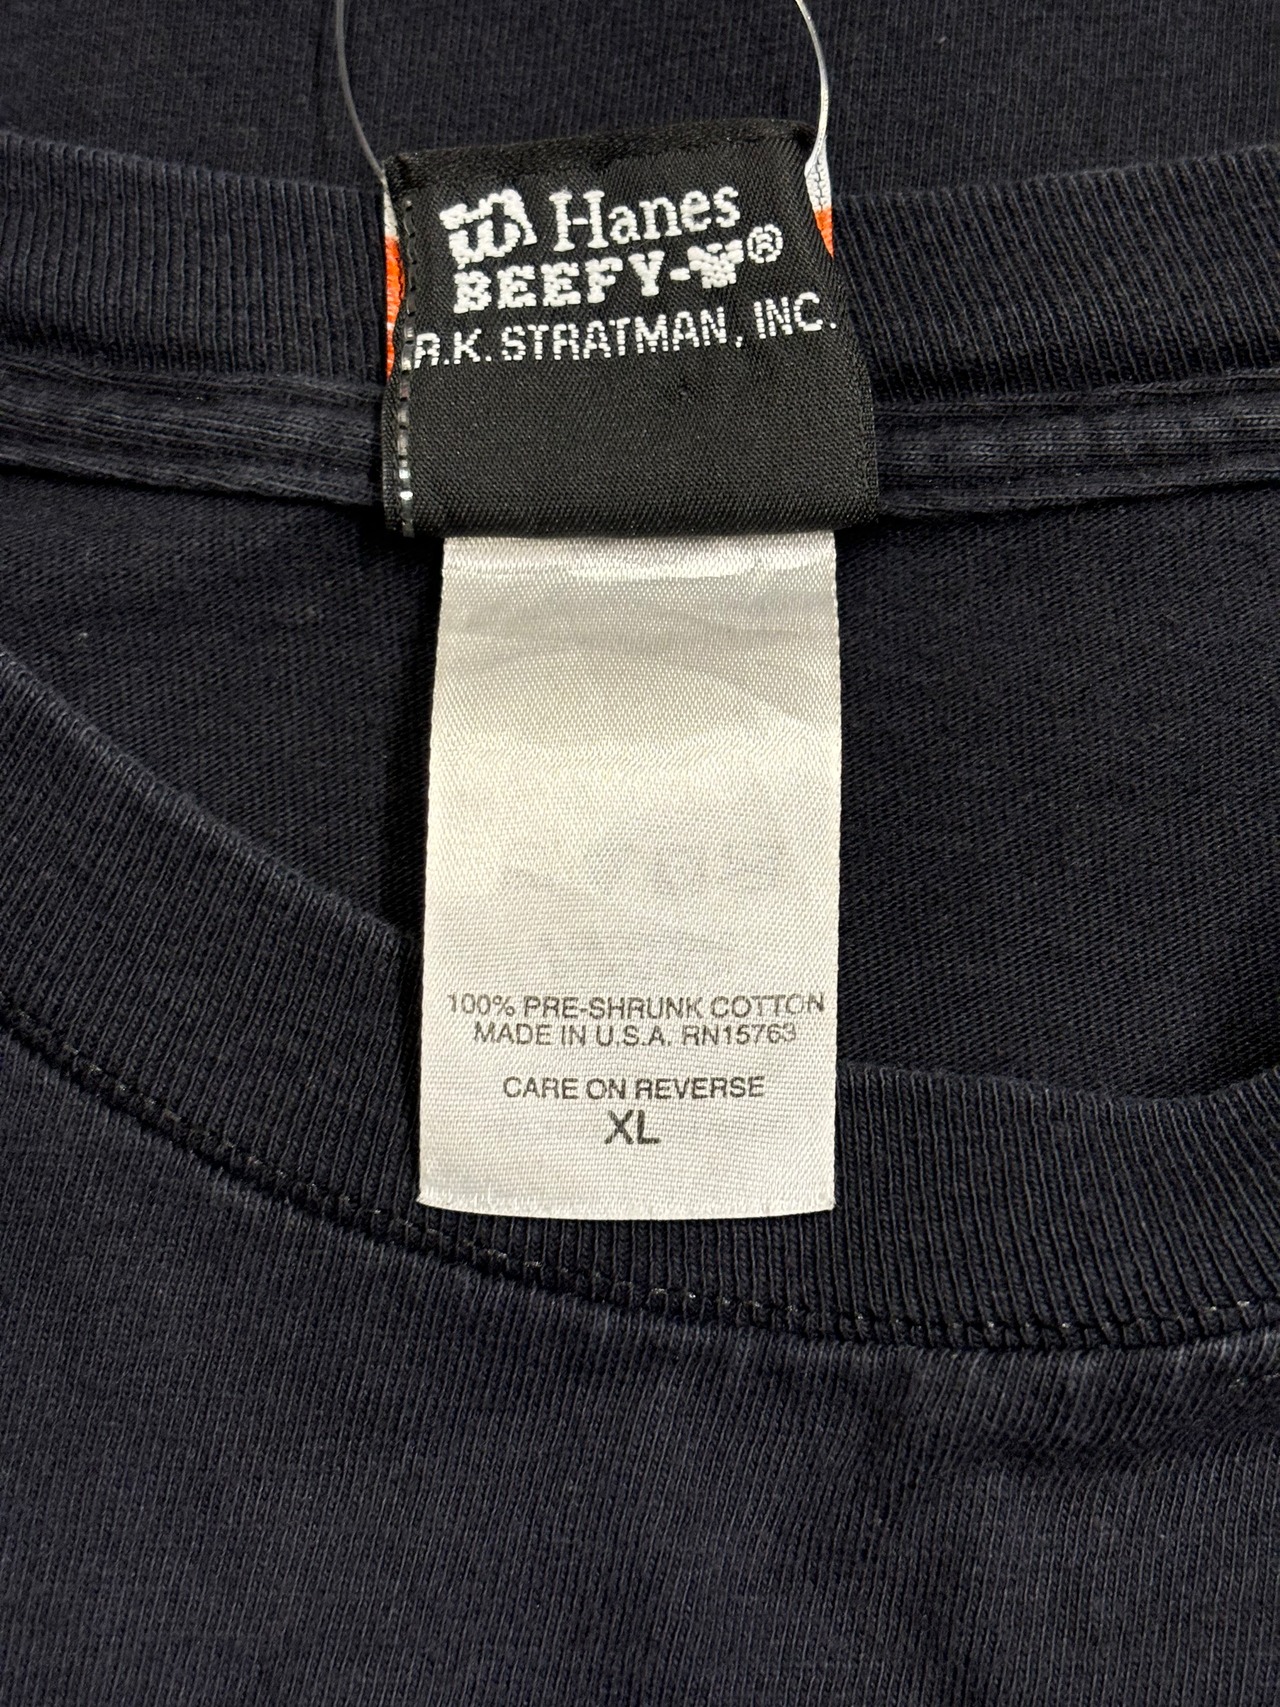 Hanes
BEEFY-T®
R.K. STRATMAN, INC.
100% PRE-SHRUNK COTTON
MADE IN U.S.A. RN15763
CARE ON REVERSE
XL